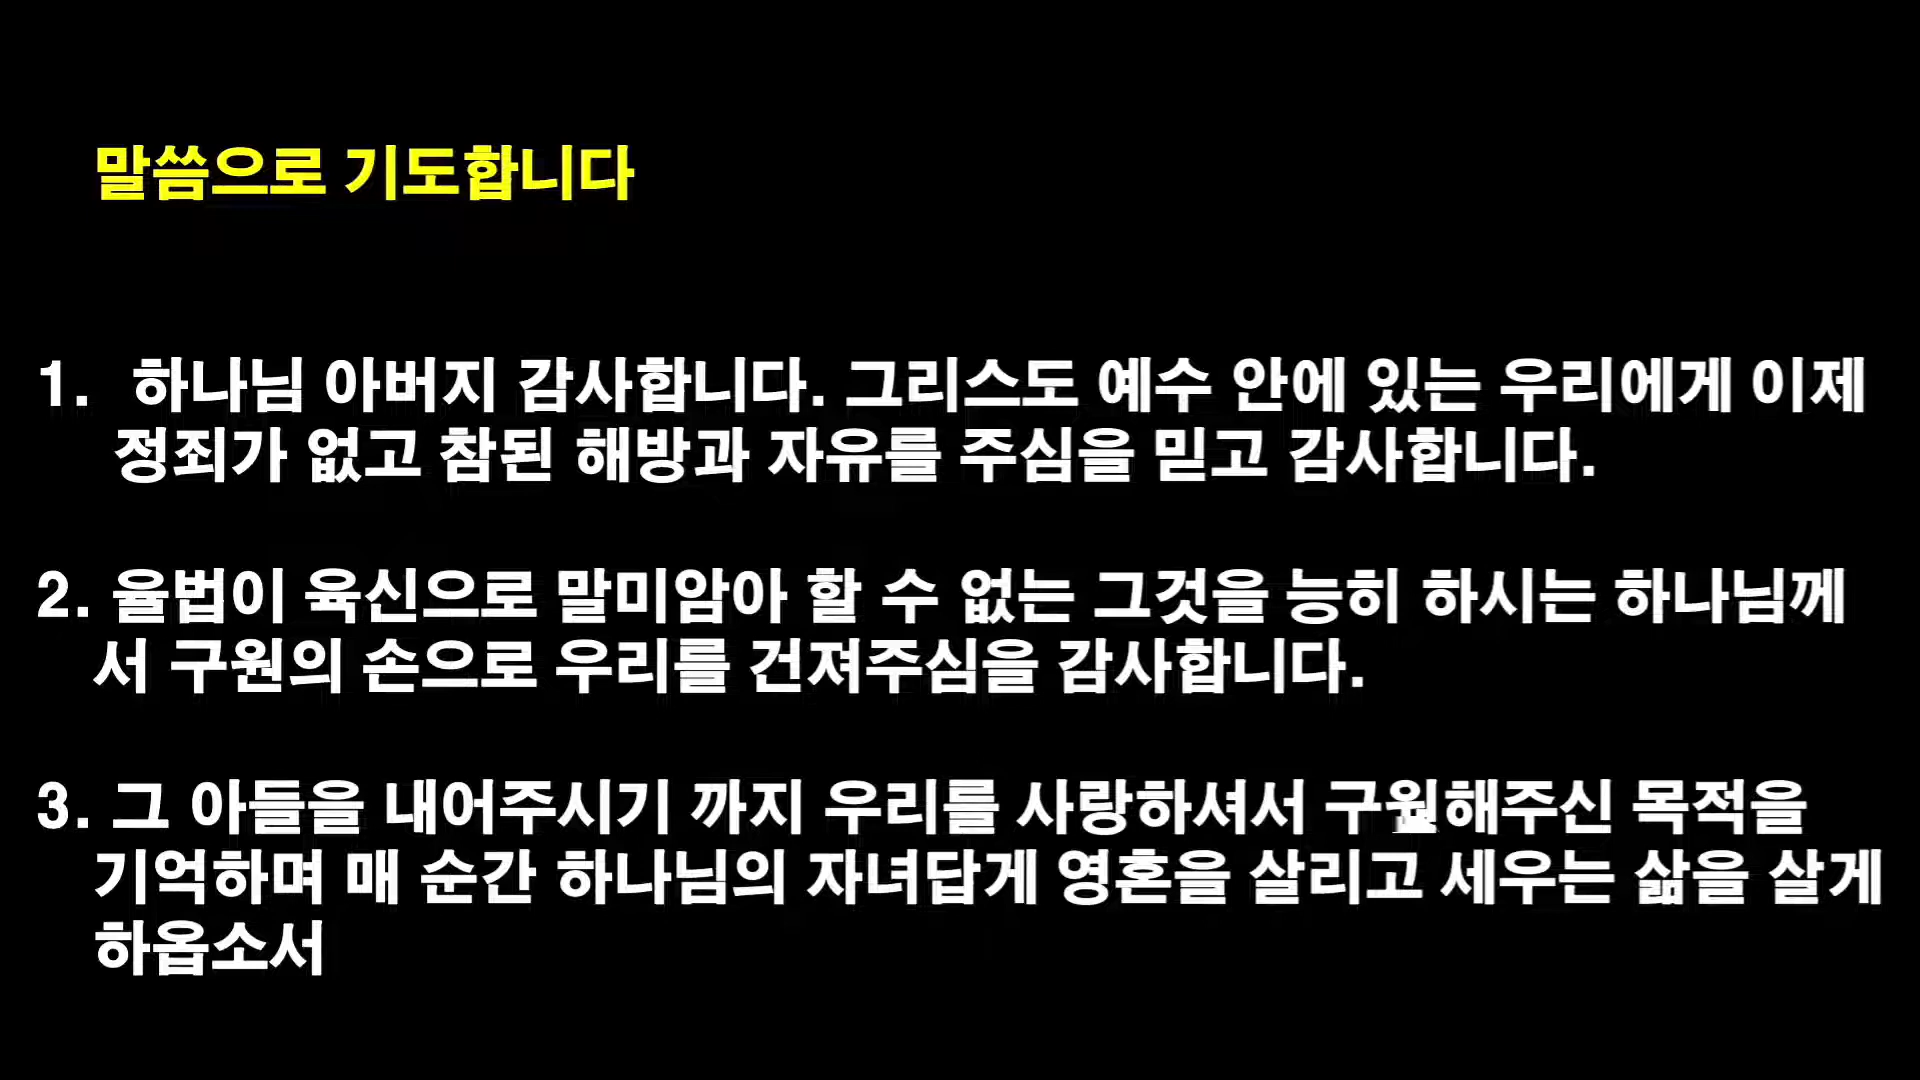 말씀으로 기도합니다
1. 하나님 아버지 감사합니다. 그리스도 예수 안에 있는 우리에게 이제
정죄가 없고 참된 해방과 자유를 주심을 믿고 감사합니다.
2. 율법이 육신으로 말미암아 할 수 없는 그것을 능히 하시는 하나님께
서 구원의 손으로 우리를 건져주심을 감사합니다.
3. 그 아들을 내어주시기 까지 우리를 사랑하셔서 구원해주신 목적을
기억하며 매 순간 하나님의 자녀답게 영혼을 살리고 세우는 삶을 살게
하옵소서